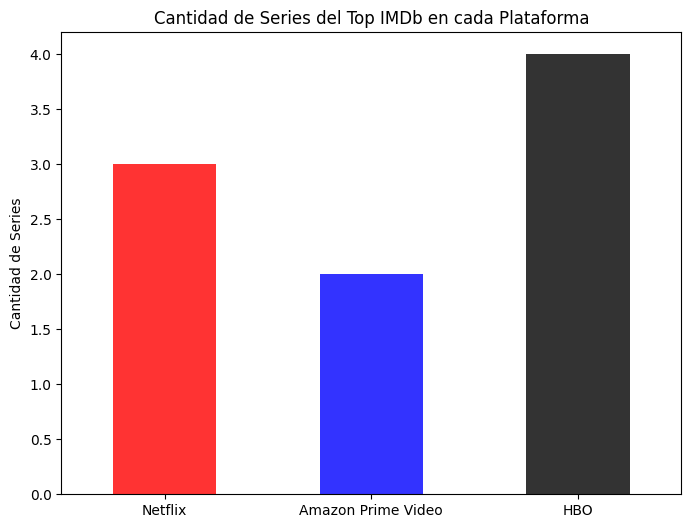 Cantidad de Series del Top IMDb en cada Plataforma
Cantidad de Series
4.0
3.5
3.0
2.5
2.0
1.5
1.0
0.5
0.0
Netflix
Amazon Prime Video
HBO